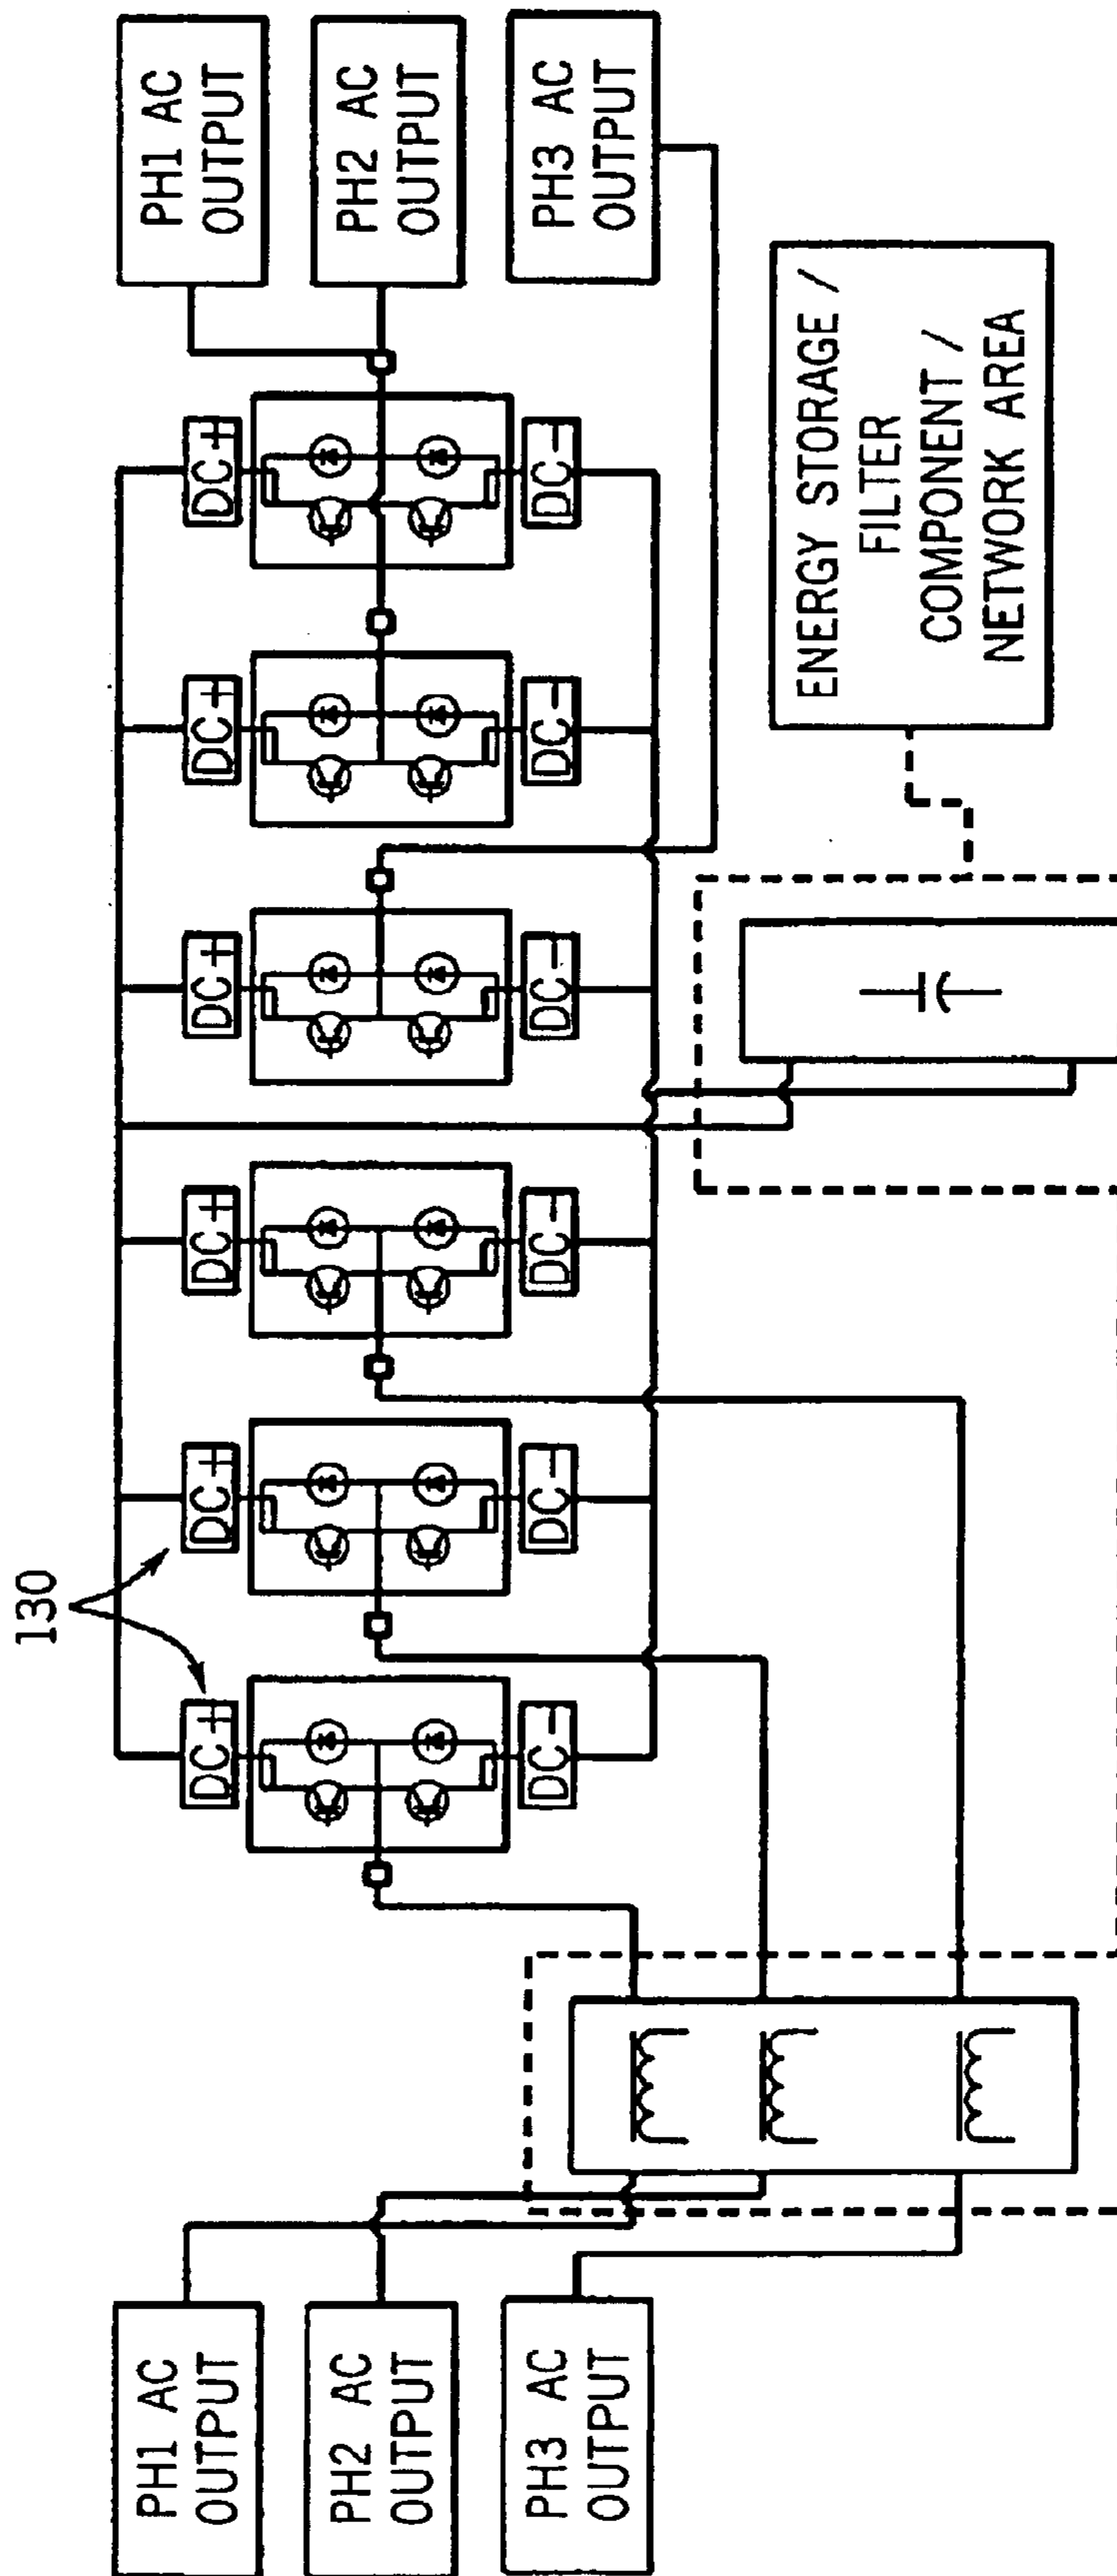 130
PH1 AC
OUTPUT
DC+
DC+
DC+
DC+
DC+
DC+
PH1 AC
OUTPUT
PH2 AC
OUTPUT
PH2 AC
OUTPUT
PH3 AC
OUTPUT
DC-
DC-
DC-
DC-
DC-
DC-
PH3 AC
OUTPUT
ENERGY STORAGE /
FILTER
COMPONENT /
NETWORK AREA